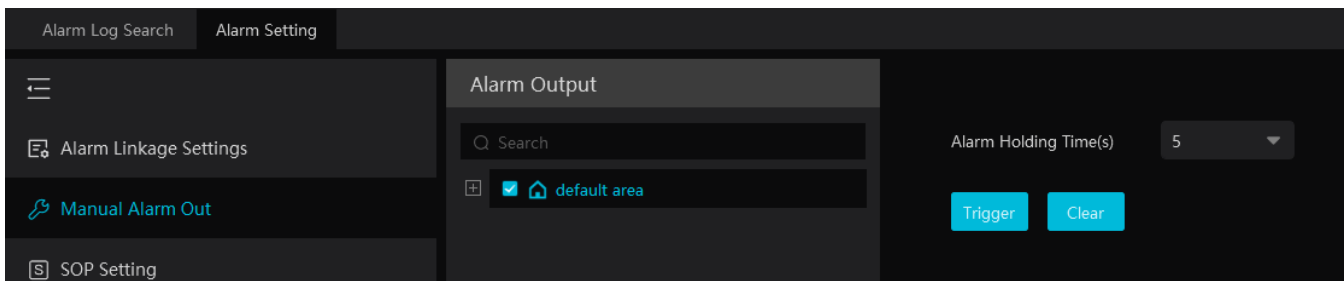 Alarm Log Search
Alarm Setting
Alarm Linkage Settings
Manual Alarm Out
SOP Setting
Alarm Output
Search
default area
Alarm Holding Time(s) 5
Trigger Clear